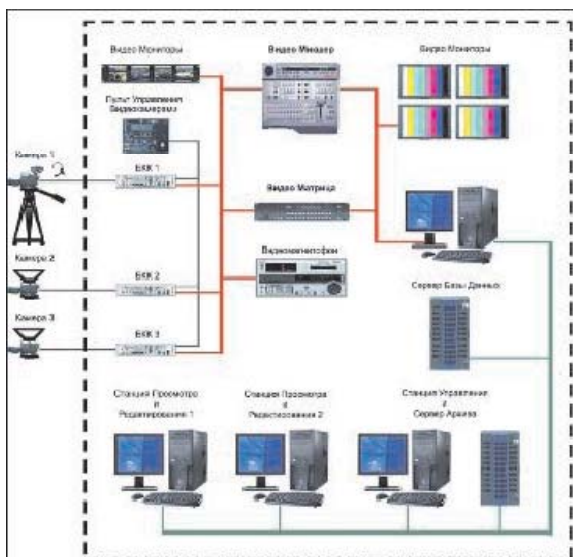 Видео Мониторы
Видео Микшер
Видео Мониторы
Пульт Управления
Видеокамерами
Камера 1
БКК 1
Видео Матрица
Видеомагнитофон
Камера 2
БКК 2
Сервер Базы Данных
Камера 3
БКК 3
Станция Просмотра
и
Редактирования 1
Станция Просмотра
и
Редактирования 2
Станция Управления
и
Сервер Архива